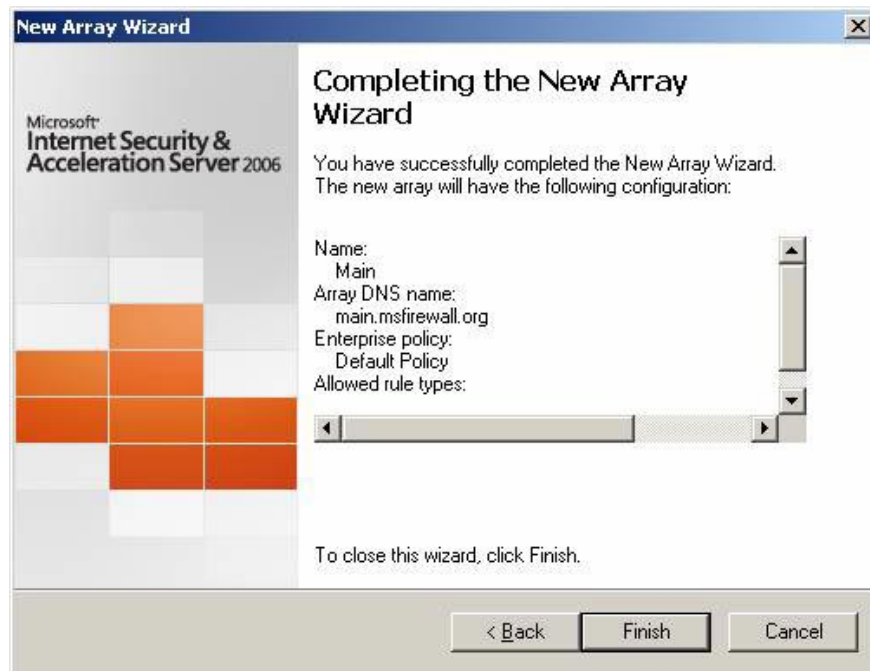 New Array Wizard
Microsoft
Internet Security &
Acceleration Server 2006
Completing the New Array
Wizard
You have successfully completed the New Array Wizard.
The new array will have the following configuration:
Name:
Main
Array DNS name:
main.msfirewall.org
Enterprise policy:
Default Policy
Allowed rule types:
To close this wizard, click Finish.
< Back
Finish
Cancel